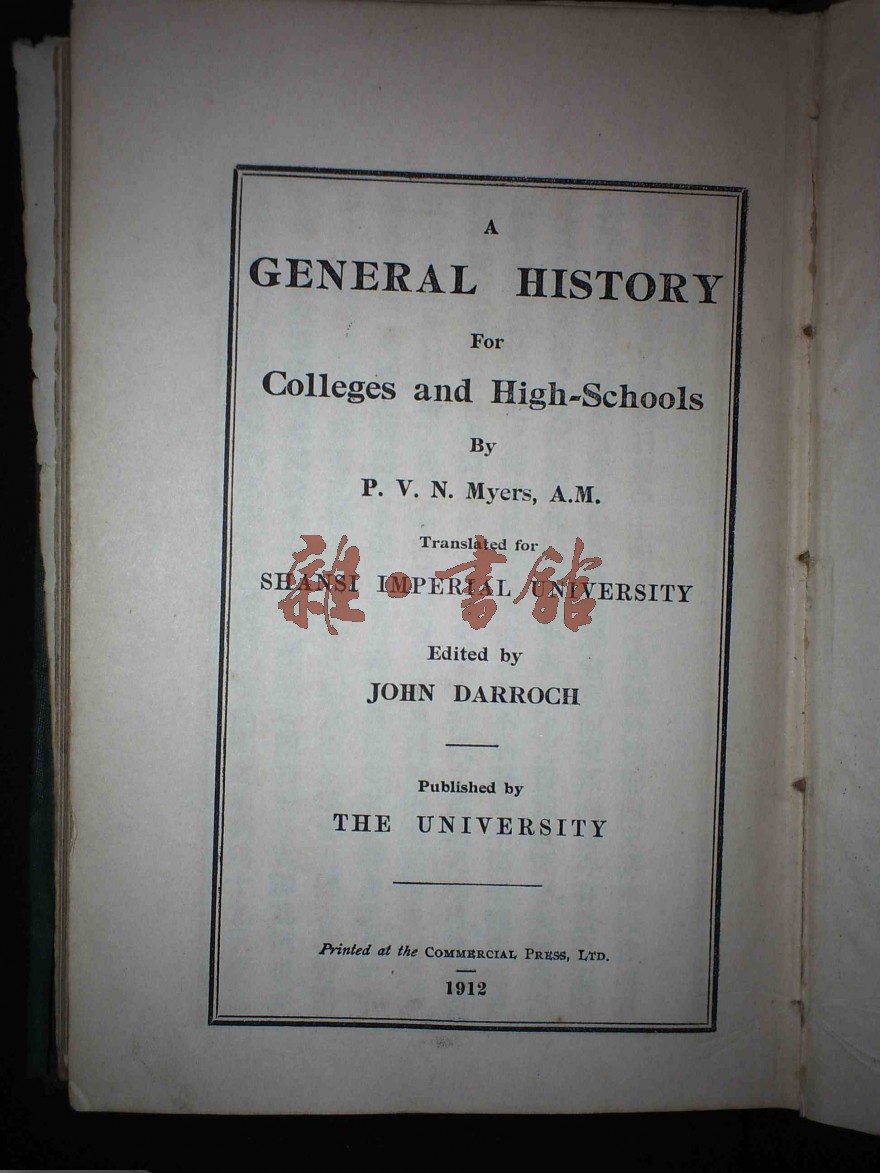 A
GENERAL HISTORY
For
Colleges and High-Schools
By
P. V. N. Myers, A.M.
Translated for
SHANSI IMPERIAL UNIVERSITY
雜·書館
Edited by
JOHN DARROCH
Published by
THE UNIVERSITY
Printed at the COMMERCIAL PRESS, LTD.
1912